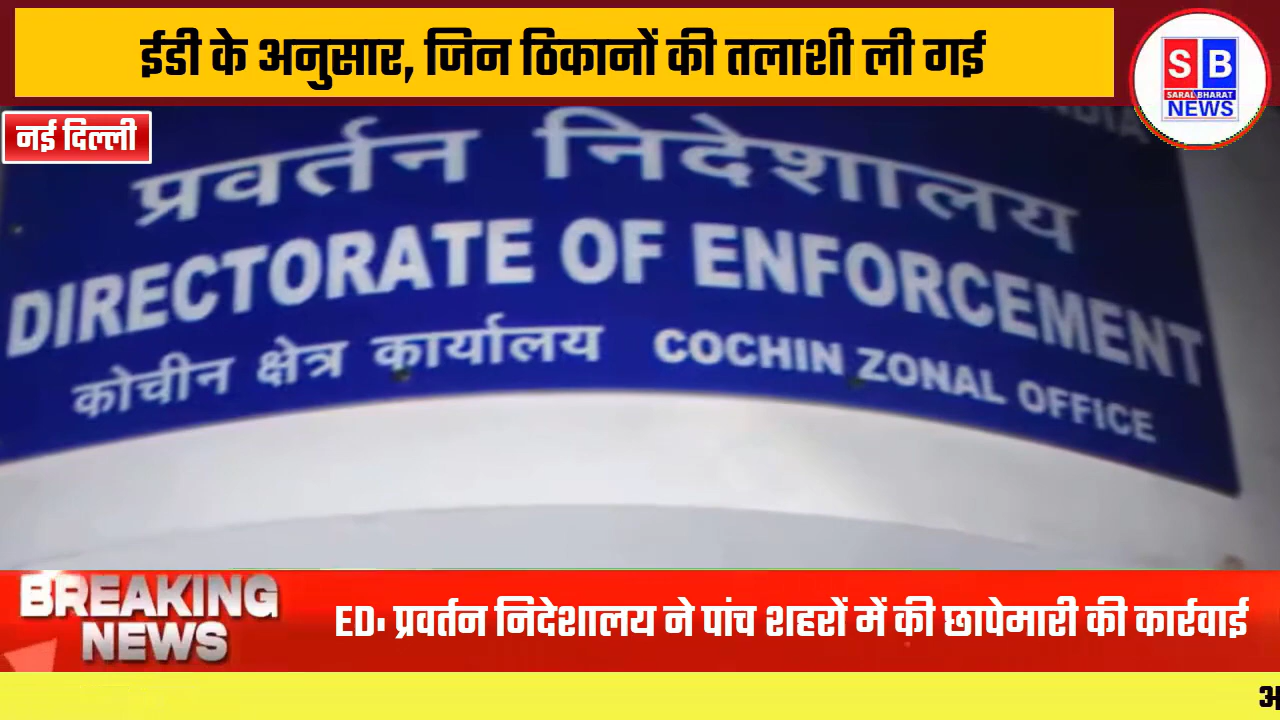 ईडी के अनुसार, जिन ठिकानों की तलाशी ली गई
S B
SARAL BHARAT
NEWS
नई दिल्ली
प्रवर्तन निदेशालय
DIRECTORATE OF ENFORCEMENT
कोचीन क्षेत्र कार्यालय COCHIN ZONAL OFFICE
BREAKING
NEWS
ED: प्रवर्तन निदेशालय ने पांच शहरों में की छापेमारी की कार्रवाई